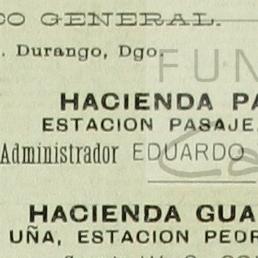 CO GENERAL.
. Durango, Dgo.
FUN
HACIENDA PA
ESTACION PASAJE.
Administrador EDUARDO
HACIENDA GUA
UÑA, ESTACION PEDR